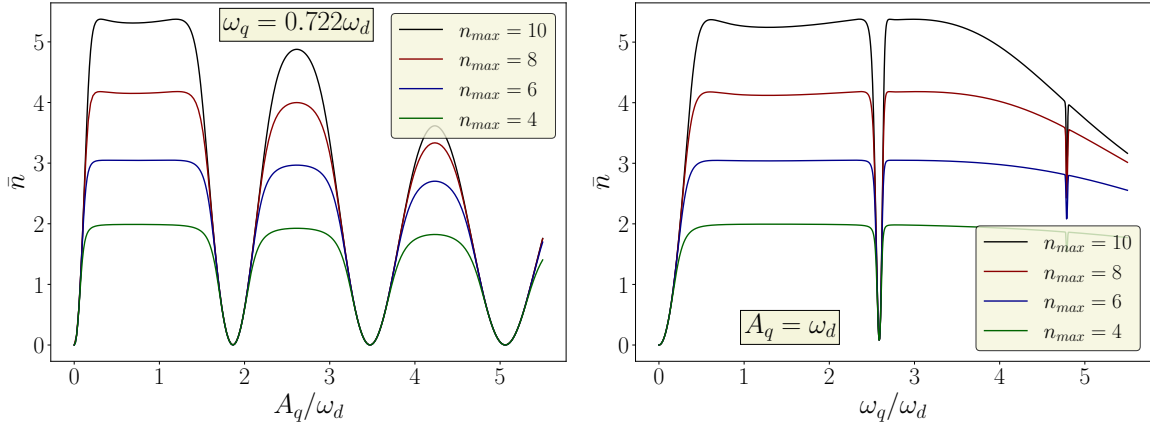 ω_q = 0.722ω_d
n_max = 10
n_max = 8
n_max = 6
n_max = 4
n̄
5
4
3
2
1
0
0 1 2 3 4 5
A_q/ω_d
n̄
5
4
3
2
1
0
A_q = ω_d
n_max = 10
n_max = 8
n_max = 6
n_max = 4
0 1 2 3 4 5
ω_q/ω_d